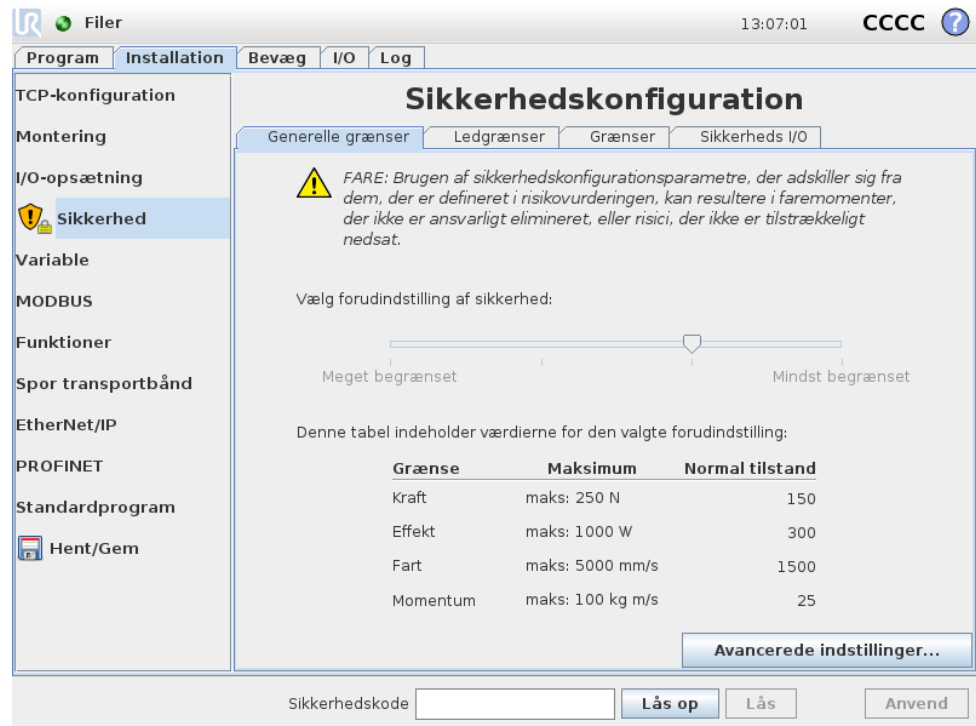 UR Filer 13:07:01 CCCC ?
Program Installation Bevæg I/O Log
TCP-konfiguration
Montering
I/O-opsætning
Sikkerhed
Variable
MODBUS
Funktioner
Spor transportbånd
EtherNet/IP
PROFINET
Standardprogram
Hent/Gem
Sikkerhedskonfiguration
Generelle grænser Ledgrænser Grænser Sikkerheds I/O
FARE: Brugen af sikkerhedskonfigurationsparametre, der adskiller sig fra
dem, der er defineret i risikovurderingen, kan resultere i faremomenter,
der ikke er ansvarligt elimineret, eller risici, der ikke er tilstrækkeligt
nedsat.
Vælg forudindstilling af sikkerhed:
Meget begrænset Mindst begrænset
Denne tabel indeholder værdierne for den valgte forudindstilling:
Grænse Maksimum Normal tilstand
Kraft maks: 250 N 150
Effekt maks: 1000 W 300
Fart maks: 5000 mm/s 1500
Momentum maks: 100 kg m/s 25
Avancerede indstillinger...
Sikkerhedskode Lås op Lås Anvend